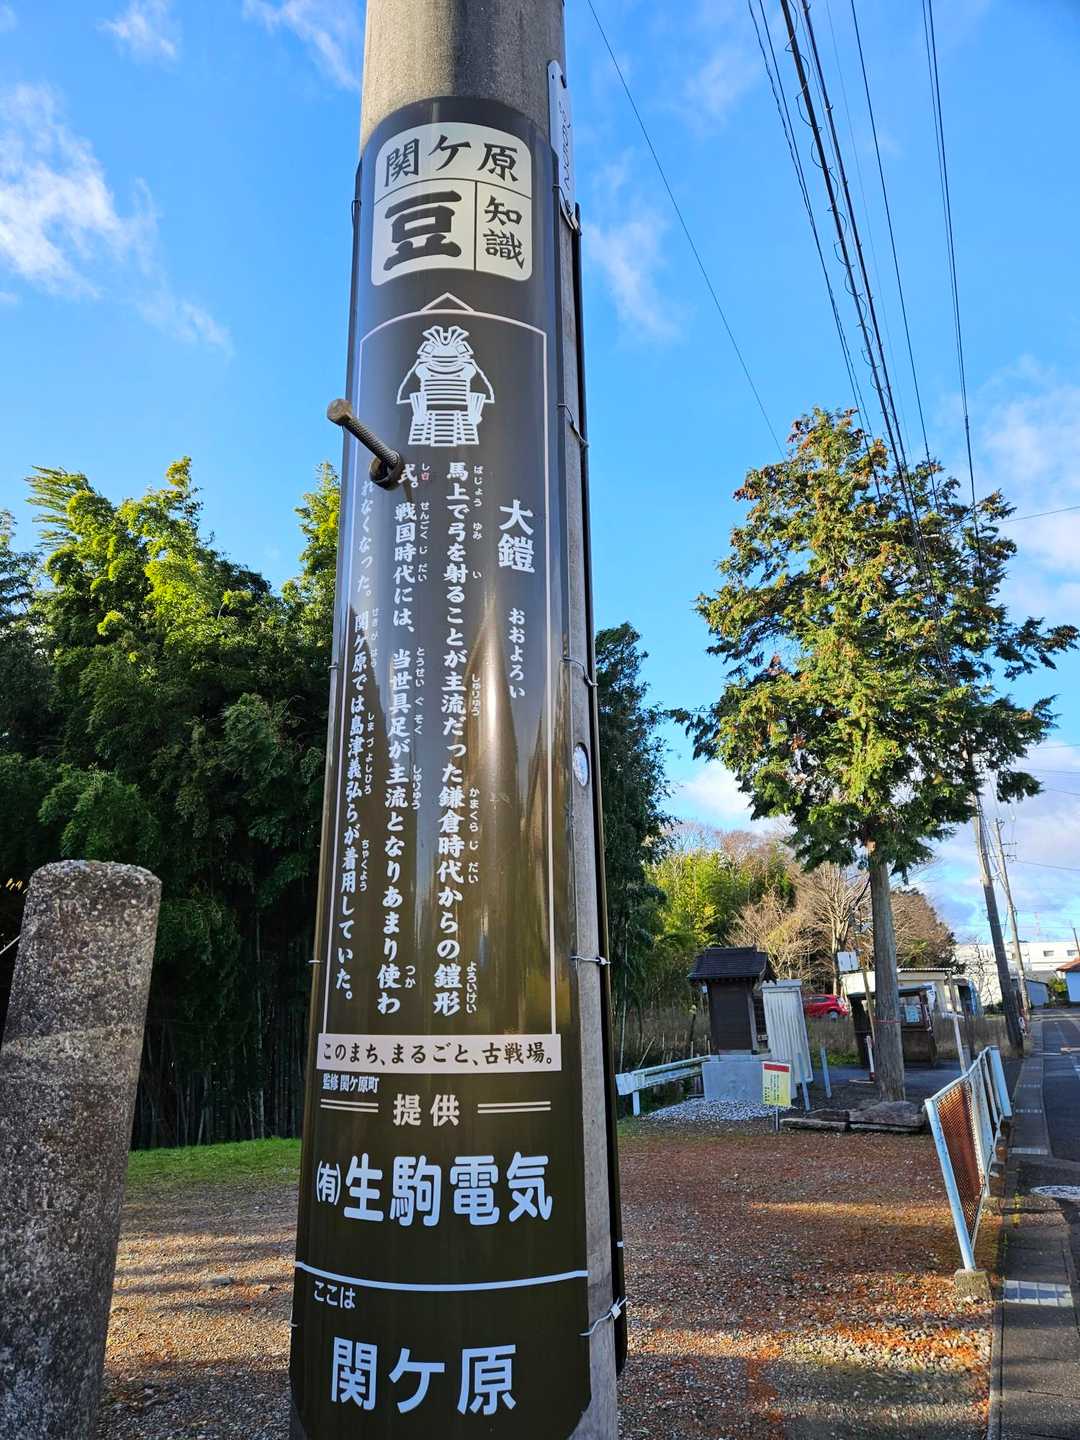 関ケ原
豆
知識
大鎧 おおよろい
馬上で弓を射ることが主流だった鎌倉時代からの鎧形
式。戦国時代には、当世具足が主流となりあまり使わ
れなくなった。関ケ原では島津義弘らが着用していた。
このまち、まるごと、古戦場。
監修 関ケ原町
提供
(有)生駒電気
ここは
関ケ原